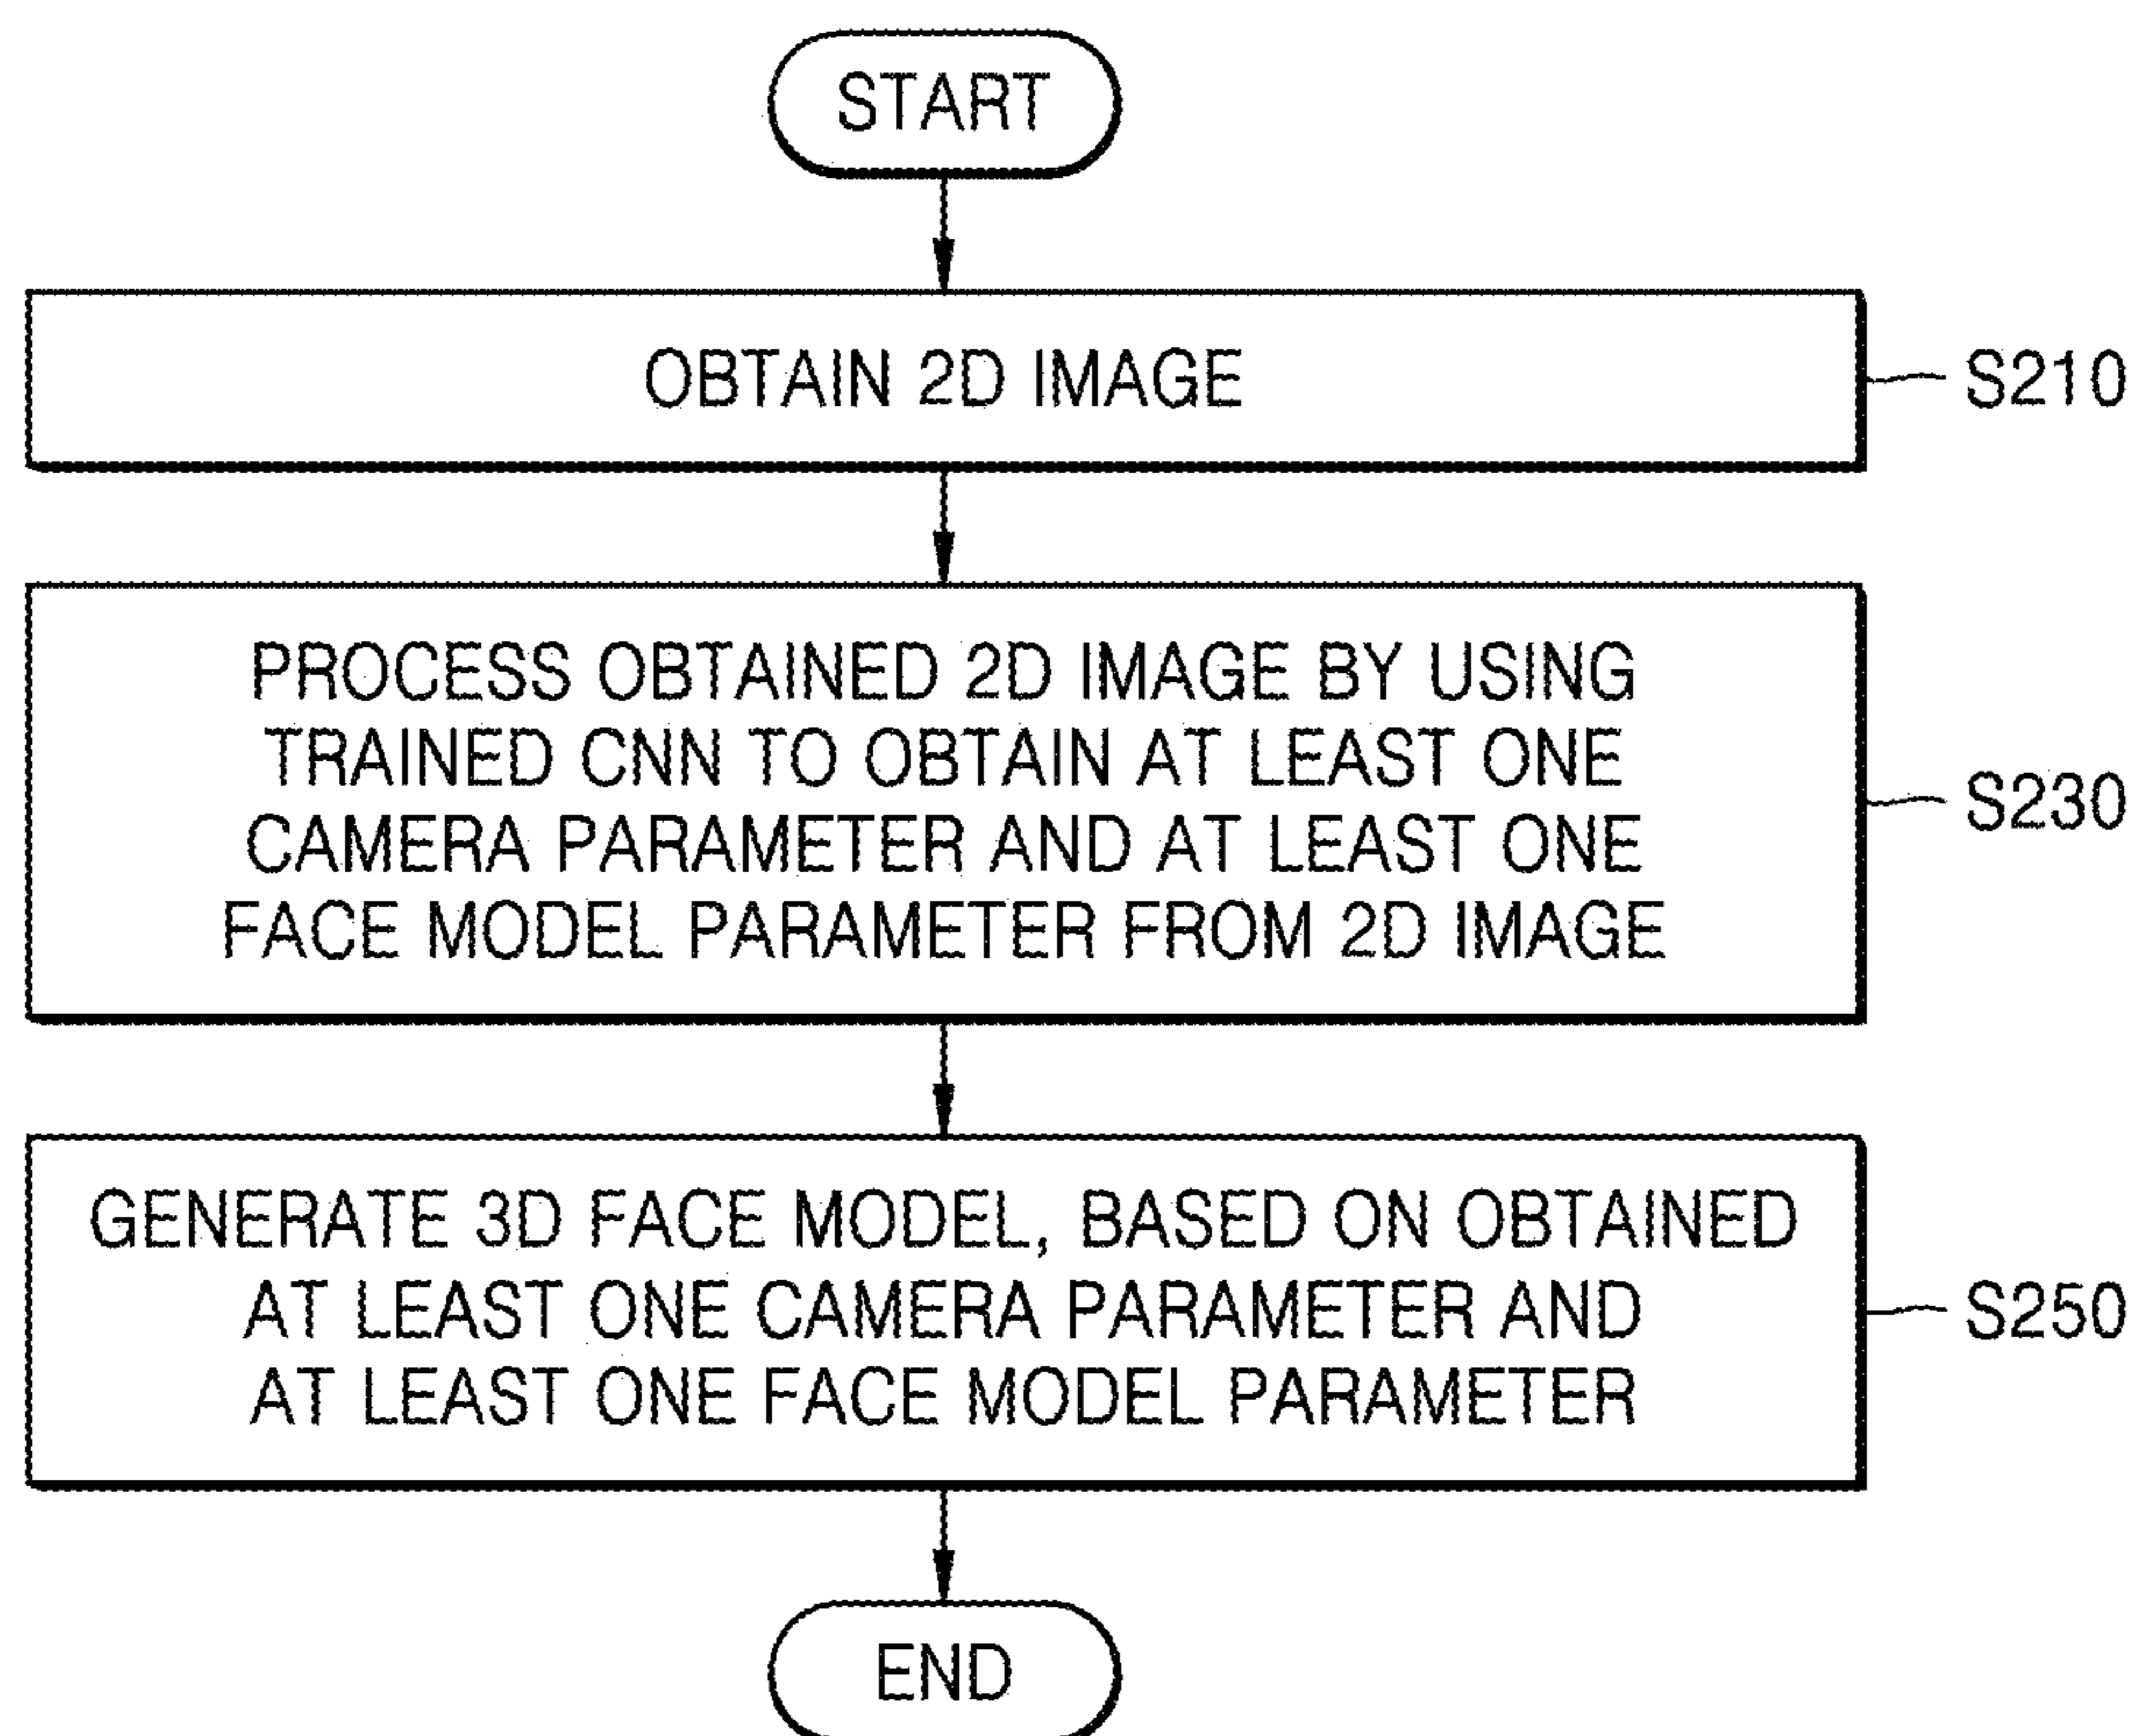 START
OBTAIN 2D IMAGE
S210
PROCESS OBTAINED 2D IMAGE BY USING
TRAINED CNN TO OBTAIN AT LEAST ONE
CAMERA PARAMETER AND AT LEAST ONE
FACE MODEL PARAMETER FROM 2D IMAGE
S230
GENERATE 3D FACE MODEL, BASED ON OBTAINED
AT LEAST ONE CAMERA PARAMETER AND
AT LEAST ONE FACE MODEL PARAMETER
S250
END